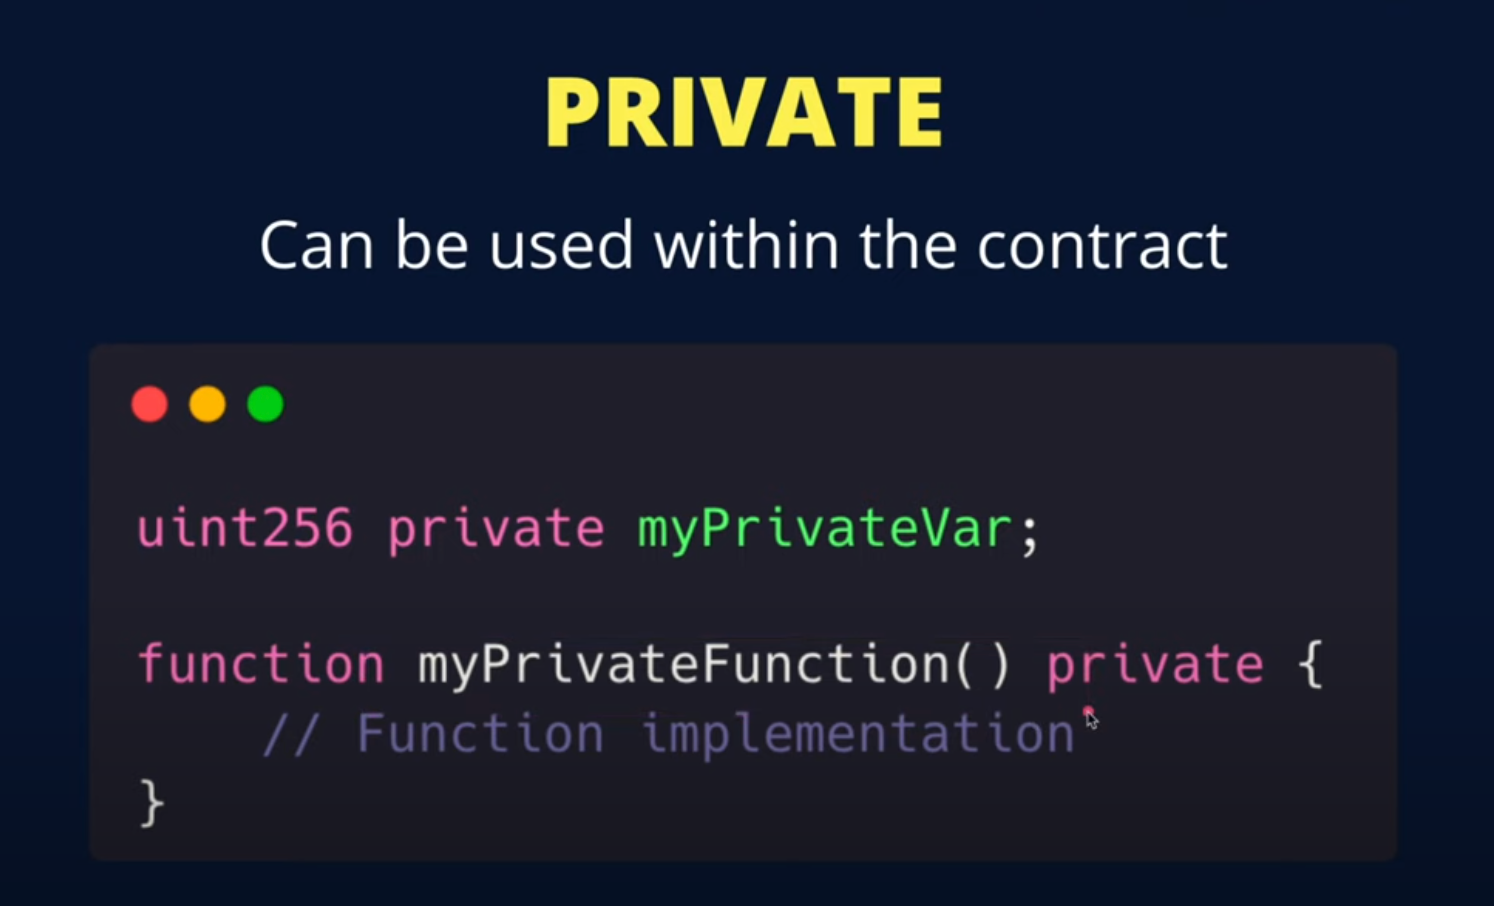 PRIVATE
Can be used within the contract
uint256 private myPrivateVar;
function myPrivateFunction() private {
    // Function implementation
}